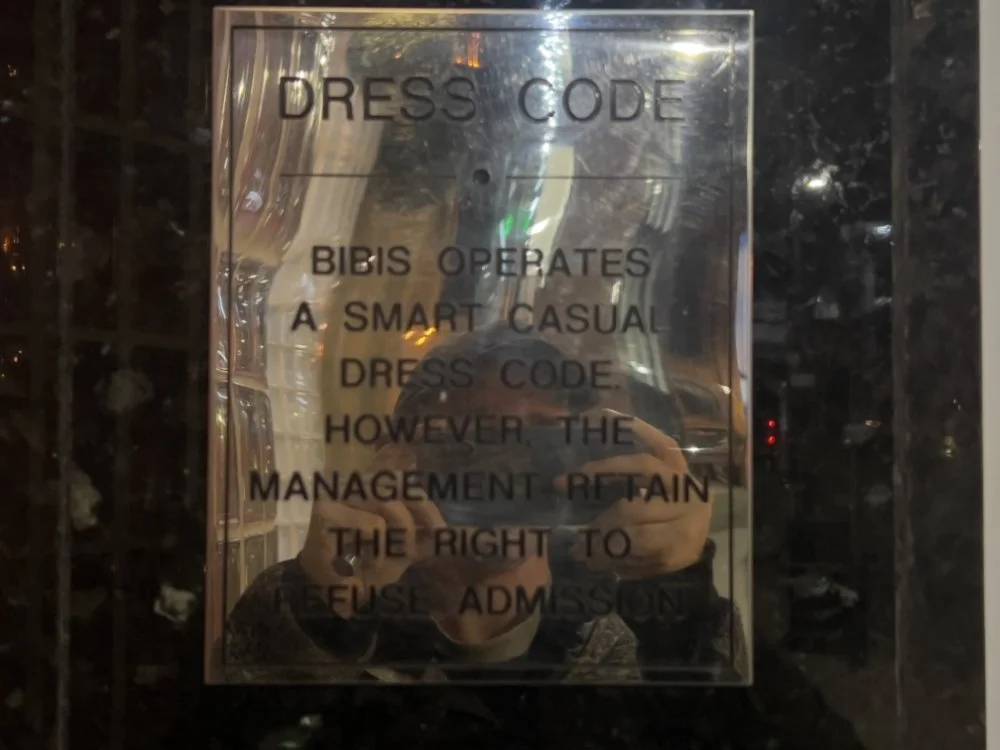 DRESS CODE
BIBIS OPERATES
A SMART CASUAL
DRESS CODE.
HOWEVER, THE
MANAGEMENT RETAIN
THE RIGHT TO
REFUSE ADMISSION